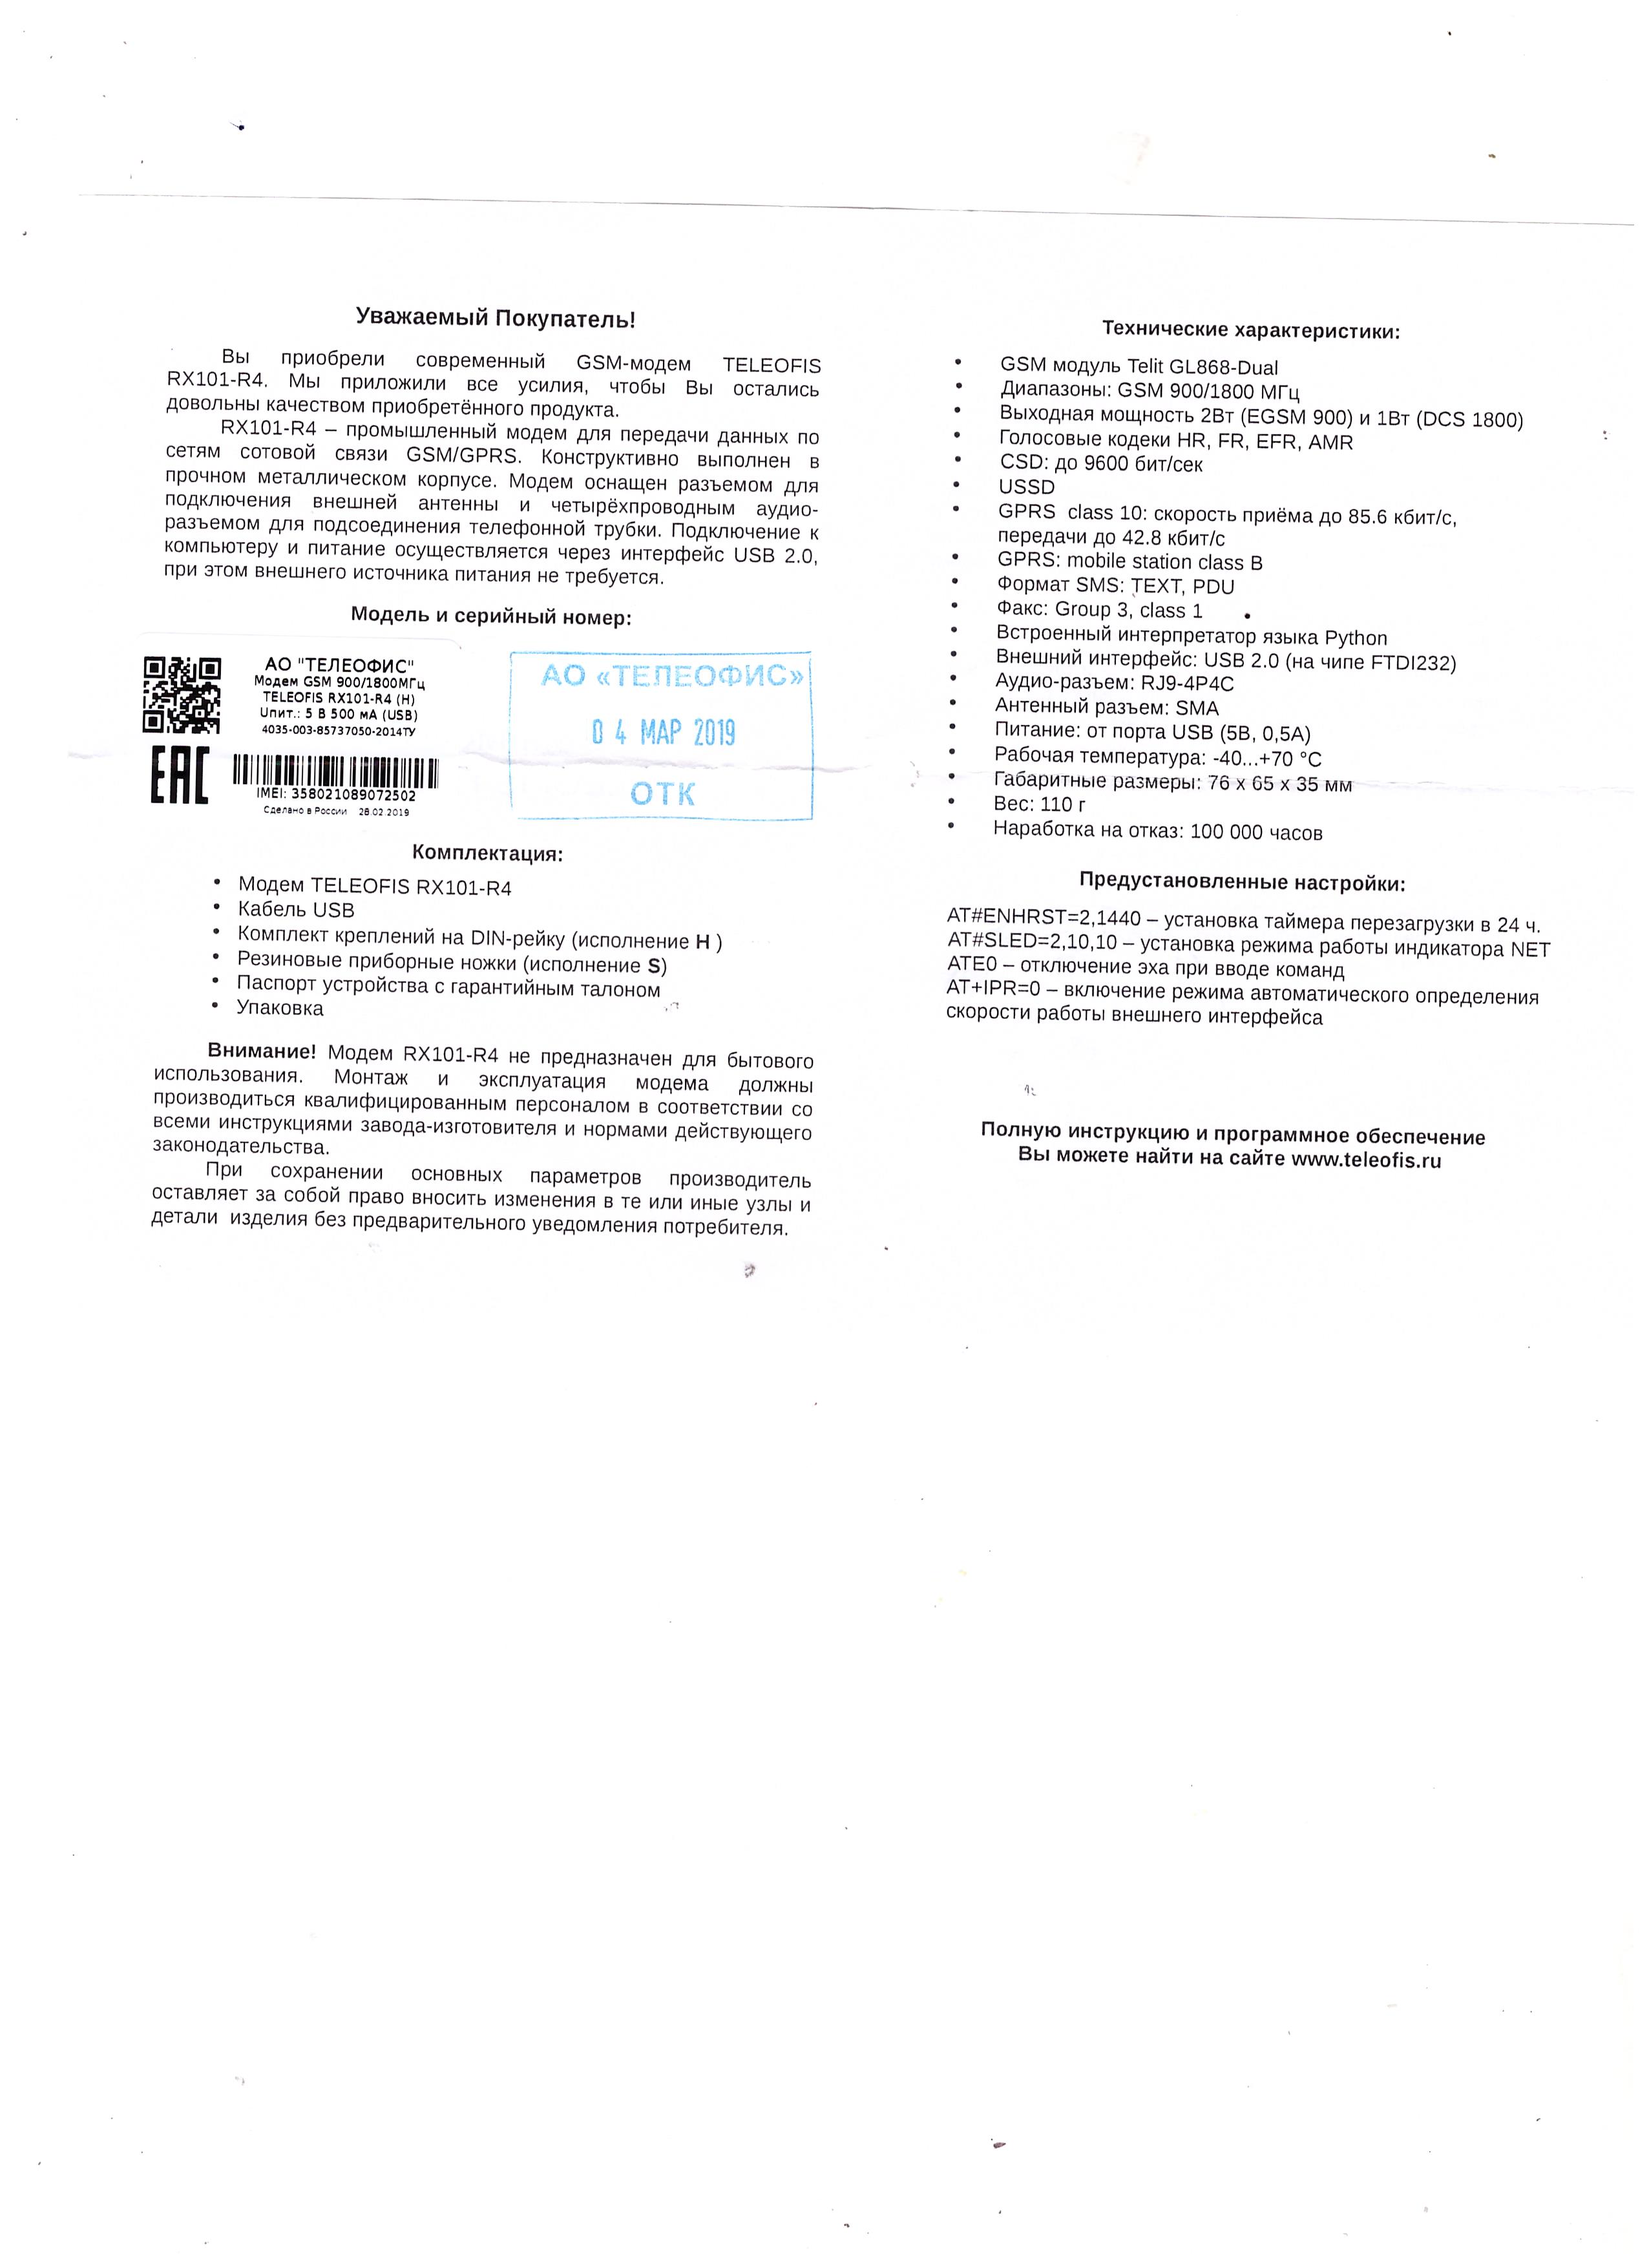 Уважаемый Покупатель!
Вы приобрели современный GSM-модем TELEOFIS
RX101-R4. Мы приложили все усилия, чтобы Вы остались
довольны качеством приобретённого продукта.
RX101-R4 – промышленный модем для передачи данных по
сетям сотовой связи GSM/GPRS. Конструктивно выполнен в
прочном металлическом корпусе. Модем оснащен разъемом для
подключения внешней антенны и четырёхпроводным аудио-
разъемом для подсоединения телефонной трубки. Подключение к
компьютеру и питание осуществляется через интерфейс USB 2.0,
при этом внешнего источника питания не требуется.
Модель и серийный номер:
АО "ТЕЛЕОФИС"
Модем GSM 900/1800МГц
TELEOFIS RX101-R4 (H)
Uпит.: 5 В 500 мА (USB)
4035-003-85737050-2014ТУ
EAC
IMEI: 358021089072502
Сделано в России 28.02.2019
АО «ТЕЛЕОФИС»
04 МАР 2019
ОТК
Комплектация:
• Модем TELEOFIS RX101-R4
• Кабель USB
• Комплект креплений на DIN-рейку (исполнение H )
• Резиновые приборные ножки (исполнение S)
• Паспорт устройства с гарантийным талоном
• Упаковка
Внимание! Модем RX101-R4 не предназначен для бытового
использования. Монтаж и эксплуатация модема должны
производиться квалифицированным персоналом в соответствии со
всеми инструкциями завода-изготовителя и нормами действующего
законодательства.
При сохранении основных параметров производитель
оставляет за собой право вносить изменения в те или иные узлы и
детали изделия без предварительного уведомления потребителя.
Технические характеристики:
• GSM модуль Telit GL868-Dual
• Диапазоны: GSM 900/1800 МГц
• Выходная мощность 2Вт (EGSM 900) и 1Вт (DCS 1800)
• Голосовые кодеки HR, FR, EFR, AMR
• CSD: до 9600 бит/сек
• USSD
• GPRS class 10: скорость приёма до 85.6 кбит/с,
передачи до 42.8 кбит/с
• GPRS: mobile station class B
• Формат SMS: TEXT, PDU
• Факс: Group 3, class 1
• Встроенный интерпретатор языка Python
• Внешний интерфейс: USB 2.0 (на чипе FTDI232)
• Аудио-разъем: RJ9-4P4C
• Антенный разъем: SMA
• Питание: от порта USB (5В, 0,5А)
• Рабочая температура: -40...+70 °C
• Габаритные размеры: 76 х 65 х 35 мм
• Вес: 110 г
• Наработка на отказ: 100 000 часов
Предустановленные настройки:
AT#ENHRST=2,1440 – установка таймера перезагрузки в 24 ч.
AT#SLED=2,10,10 – установка режима работы индикатора NET
ATE0 – отключение эха при вводе команд
AT+IPR=0 – включение режима автоматического определения
скорости работы внешнего интерфейса
Полную инструкцию и программное обеспечение
Вы можете найти на сайте www.teleofis.ru